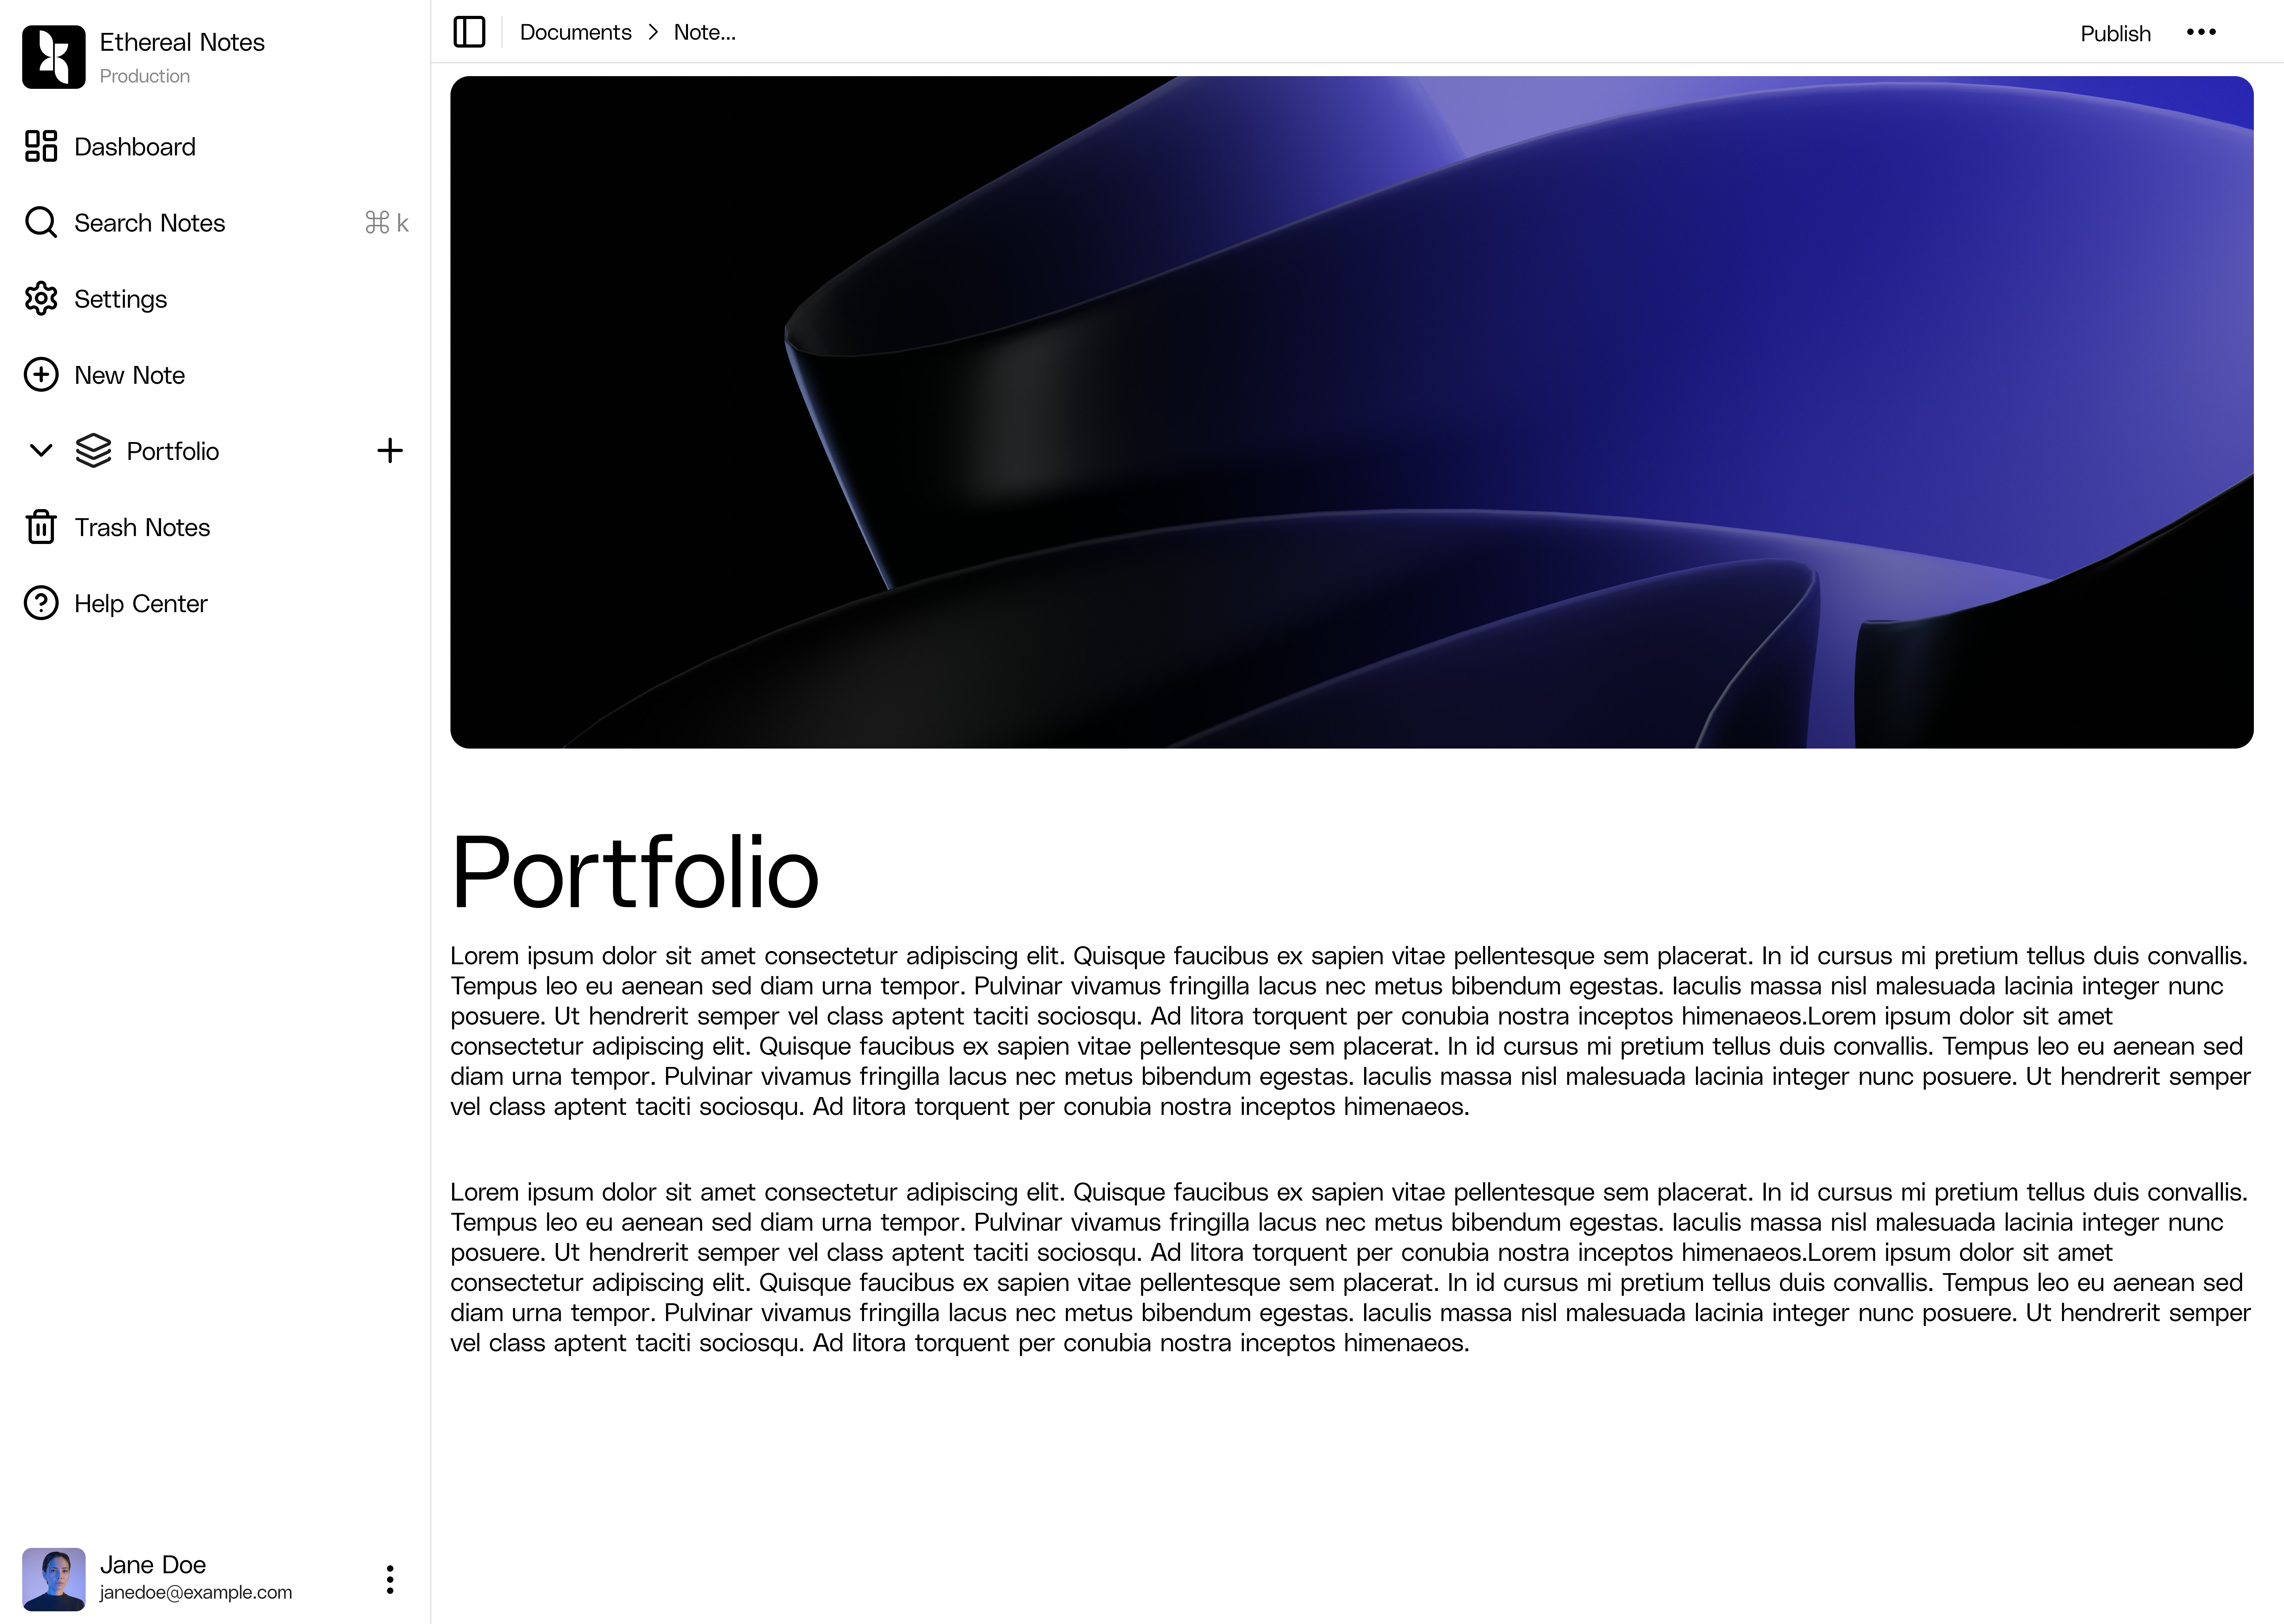 Ethereal Notes
Production
Dashboard
Search Notes ⌘ k
Settings
New Note
Portfolio
Trash Notes
Help Center
Jane Doe
janedoe@example.com
Documents > Note...
Publish
Portfolio
Lorem ipsum dolor sit amet consectetur adipiscing elit. Quisque faucibus ex sapien vitae pellentesque sem placerat. In id cursus mi pretium tellus duis convallis.
Tempus leo eu aenean sed diam urna tempor. Pulvinar vivamus fringilla lacus nec metus bibendum egestas. Iaculis massa nisl malesuada lacinia integer nunc
posuere. Ut hendrerit semper vel class aptent taciti sociosqu. Ad litora torquent per conubia nostra inceptos himenaeos.Lorem ipsum dolor sit amet
consectetur adipiscing elit. Quisque faucibus ex sapien vitae pellentesque sem placerat. In id cursus mi pretium tellus duis convallis. Tempus leo eu aenean sed
diam urna tempor. Pulvinar vivamus fringilla lacus nec metus bibendum egestas. Iaculis massa nisl malesuada lacinia integer nunc posuere. Ut hendrerit semper
vel class aptent taciti sociosqu. Ad litora torquent per conubia nostra inceptos himenaeos.
Lorem ipsum dolor sit amet consectetur adipiscing elit. Quisque faucibus ex sapien vitae pellentesque sem placerat. In id cursus mi pretium tellus duis convallis.
Tempus leo eu aenean sed diam urna tempor. Pulvinar vivamus fringilla lacus nec metus bibendum egestas. Iaculis massa nisl malesuada lacinia integer nunc
posuere. Ut hendrerit semper vel class aptent taciti sociosqu. Ad litora torquent per conubia nostra inceptos himenaeos.Lorem ipsum dolor sit amet
consectetur adipiscing elit. Quisque faucibus ex sapien vitae pellentesque sem placerat. In id cursus mi pretium tellus duis convallis. Tempus leo eu aenean sed
diam urna tempor. Pulvinar vivamus fringilla lacus nec metus bibendum egestas. Iaculis massa nisl malesuada lacinia integer nunc posuere. Ut hendrerit semper
vel class aptent taciti sociosqu. Ad litora torquent per conubia nostra inceptos himenaeos.